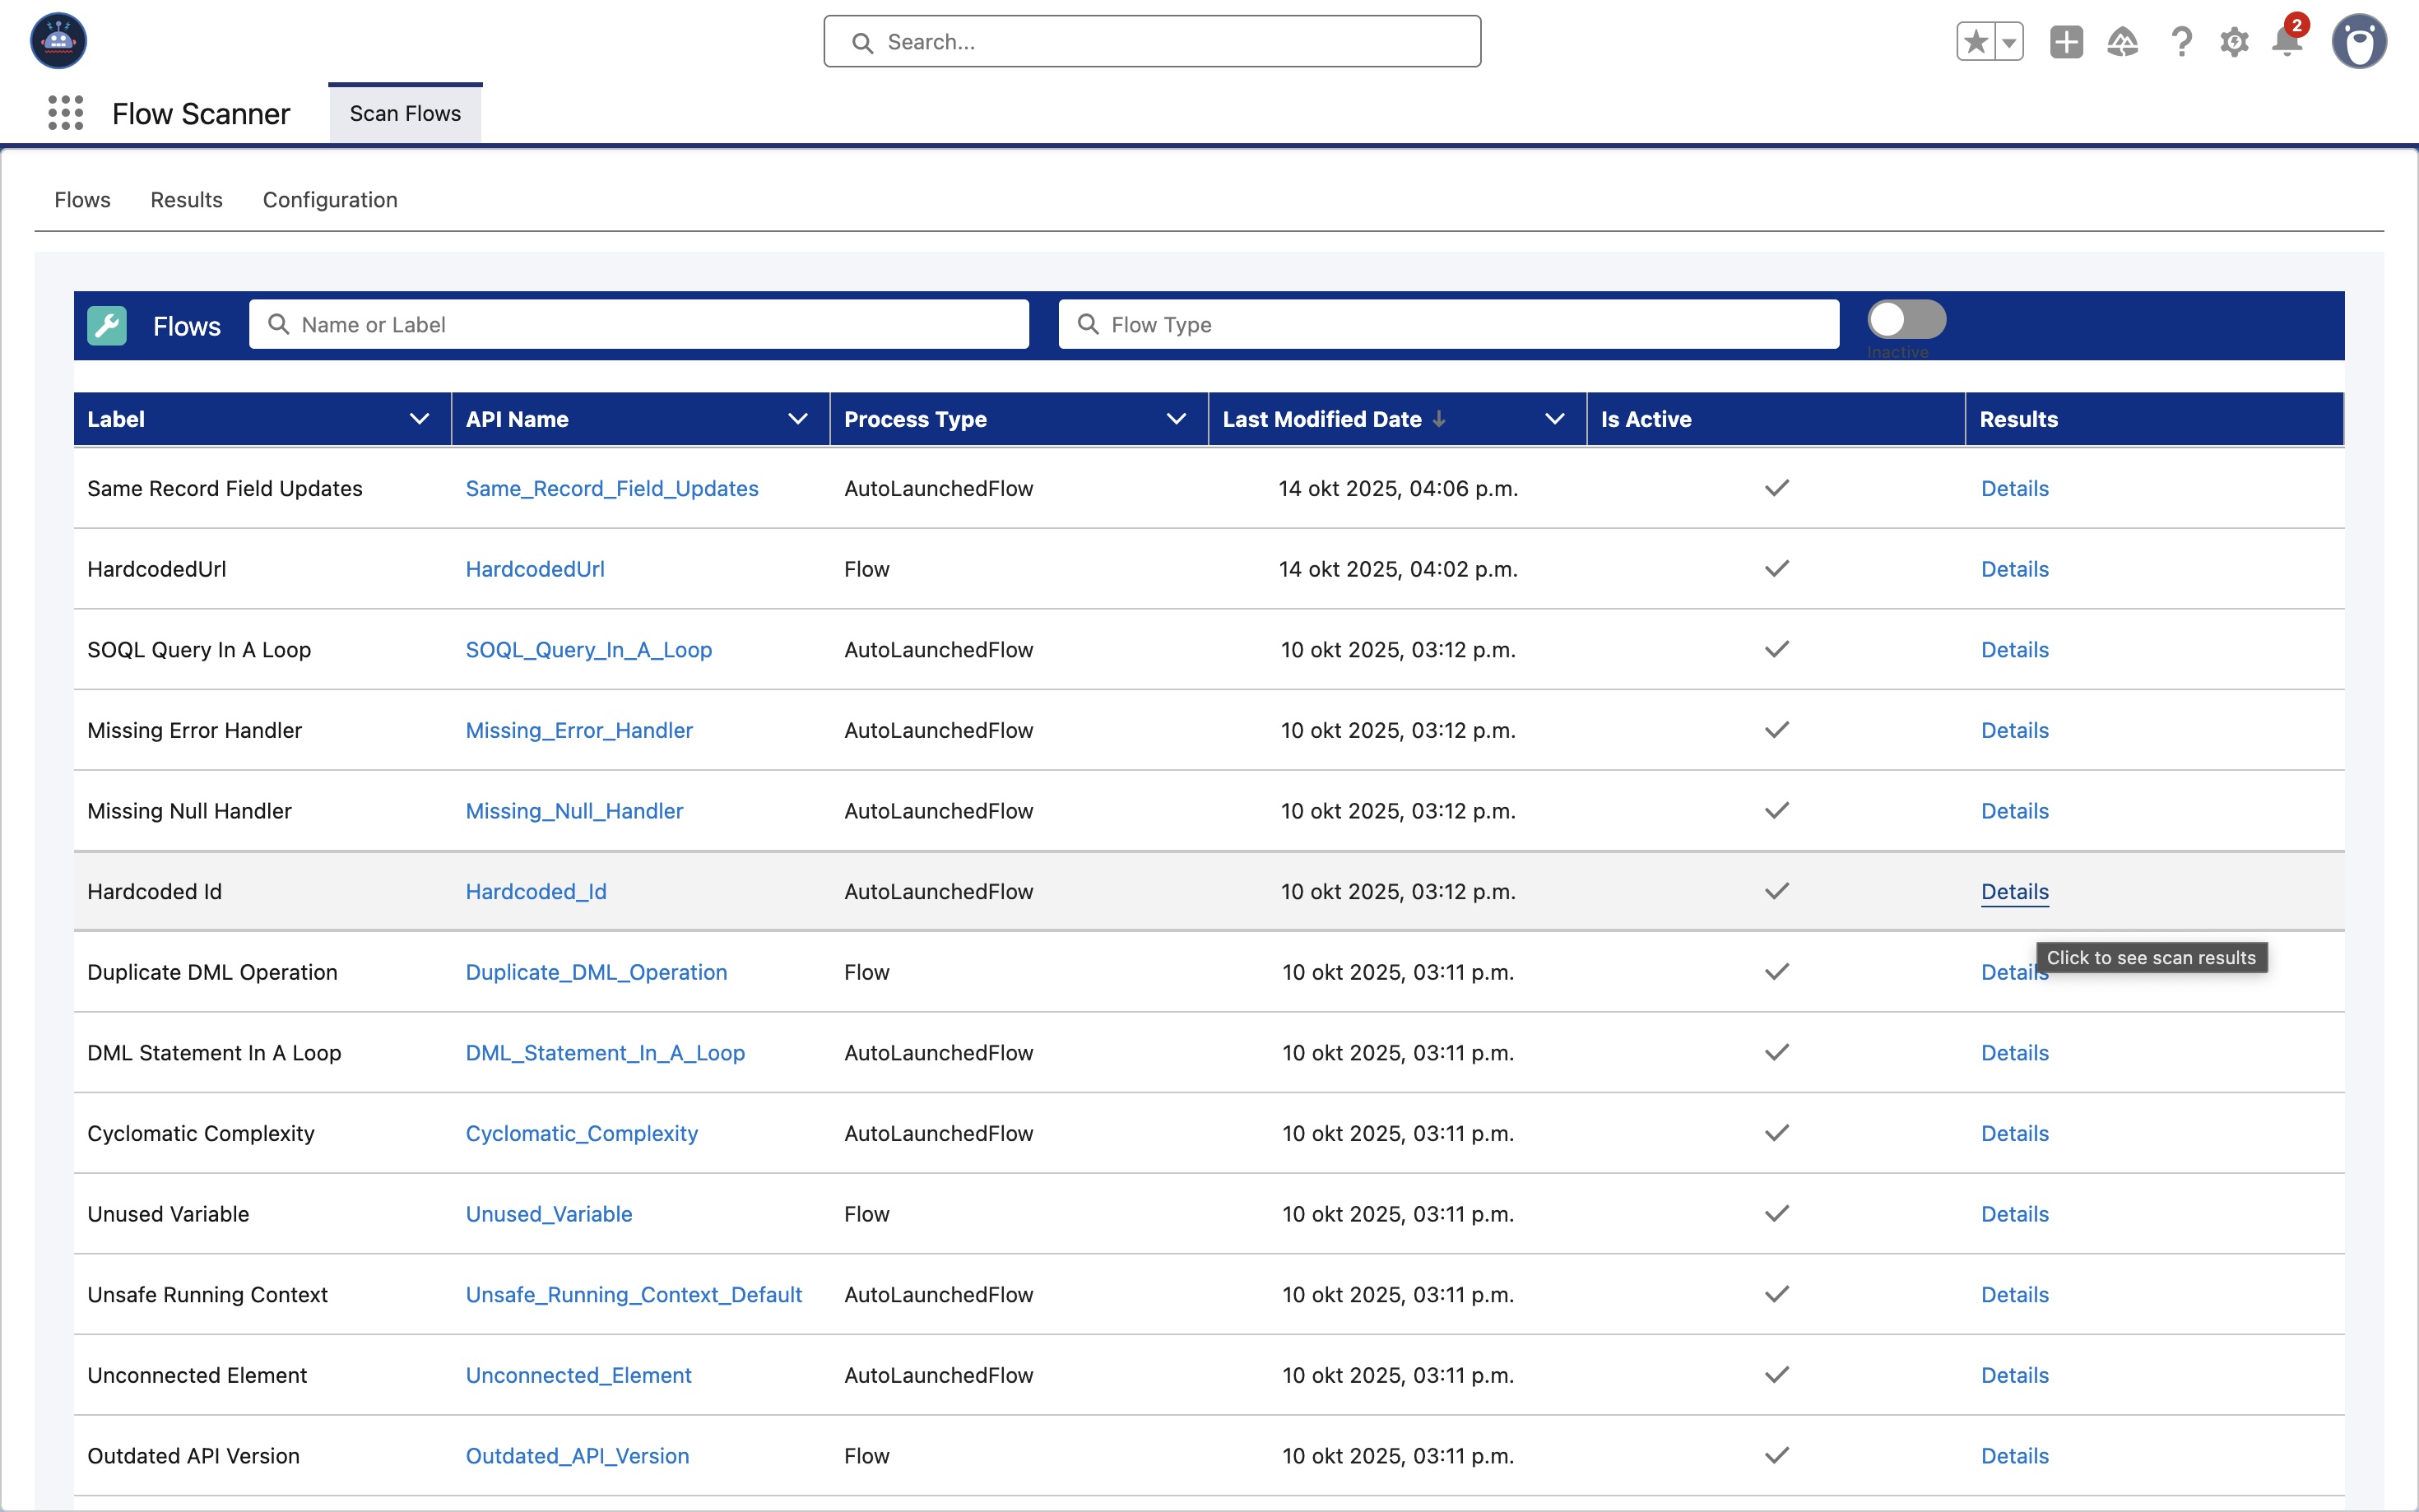 Search...
2
Flow Scanner
Scan Flows
Flows Results Configuration
Flows Name or Label Flow Type
Inactive
Label API Name Process Type Last Modified Date Is Active Results
Same Record Field Updates Same_Record_Field_Updates AutoLaunchedFlow 14 okt 2025, 04:06 p.m. Details
HardcodedUrl HardcodedUrl Flow 14 okt 2025, 04:02 p.m. Details
SOQL Query In A Loop SOQL_Query_In_A_Loop AutoLaunchedFlow 10 okt 2025, 03:12 p.m. Details
Missing Error Handler Missing_Error_Handler AutoLaunchedFlow 10 okt 2025, 03:12 p.m. Details
Missing Null Handler Missing_Null_Handler AutoLaunchedFlow 10 okt 2025, 03:12 p.m. Details
Hardcoded Id Hardcoded_Id AutoLaunchedFlow 10 okt 2025, 03:12 p.m. Details
Click to see scan results
Duplicate DML Operation Duplicate_DML_Operation Flow 10 okt 2025, 03:11 p.m. Details
DML Statement In A Loop DML_Statement_In_A_Loop AutoLaunchedFlow 10 okt 2025, 03:11 p.m. Details
Cyclomatic Complexity Cyclomatic_Complexity AutoLaunchedFlow 10 okt 2025, 03:11 p.m. Details
Unused Variable Unused_Variable Flow 10 okt 2025, 03:11 p.m. Details
Unsafe Running Context Unsafe_Running_Context_Default AutoLaunchedFlow 10 okt 2025, 03:11 p.m. Details
Unconnected Element Unconnected_Element AutoLaunchedFlow 10 okt 2025, 03:11 p.m. Details
Outdated API Version Outdated_API_Version Flow 10 okt 2025, 03:11 p.m. Details